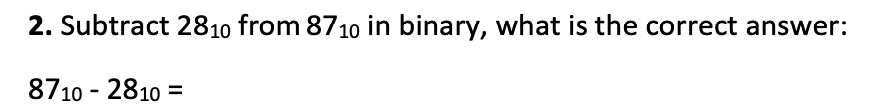 2. Subtract 28₁₀ from 87₁₀ in binary, what is the correct answer:
87₁₀ - 28₁₀ =